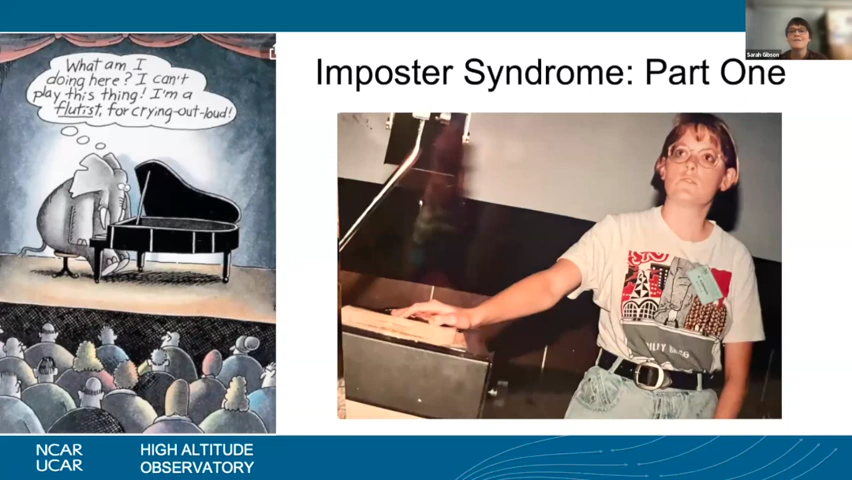 Sarah Gibson
Imposter Syndrome: Part One
What am I
doing here? I can't
play this thing! I'm a
flutist, for crying-out-loud!
NCAR
UCAR
HIGH ALTITUDE
OBSERVATORY